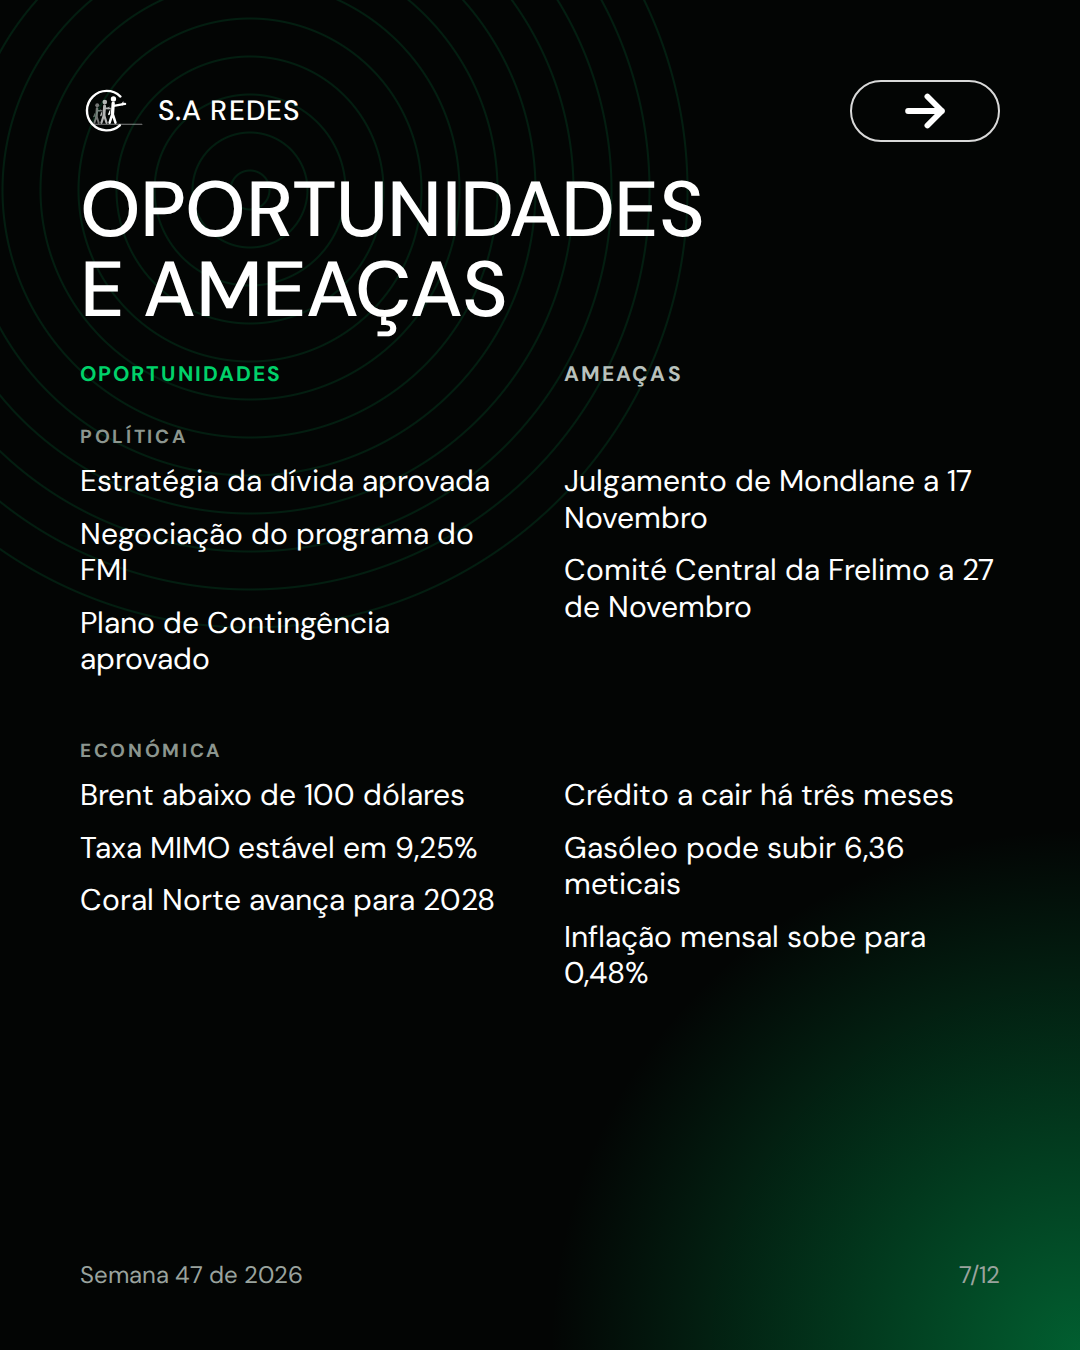 S.A REDES
OPORTUNIDADES
E AMEAÇAS
OPORTUNIDADES
AMEAÇAS
POLÍTICA
Estratégia da dívida aprovada
Negociação do programa do
FMI
Plano de Contingência
aprovado
Julgamento de Mondlane a 17
Novembro
Comité Central da Frelimo a 27
de Novembro
ECONÓMICA
Brent abaixo de 100 dólares
Taxa MIMO estável em 9,25%
Coral Norte avança para 2028
Crédito a cair há três meses
Gasóleo pode subir 6,36
meticais
Inflação mensal sobe para
0,48%
Semana 47 de 2026
7/12